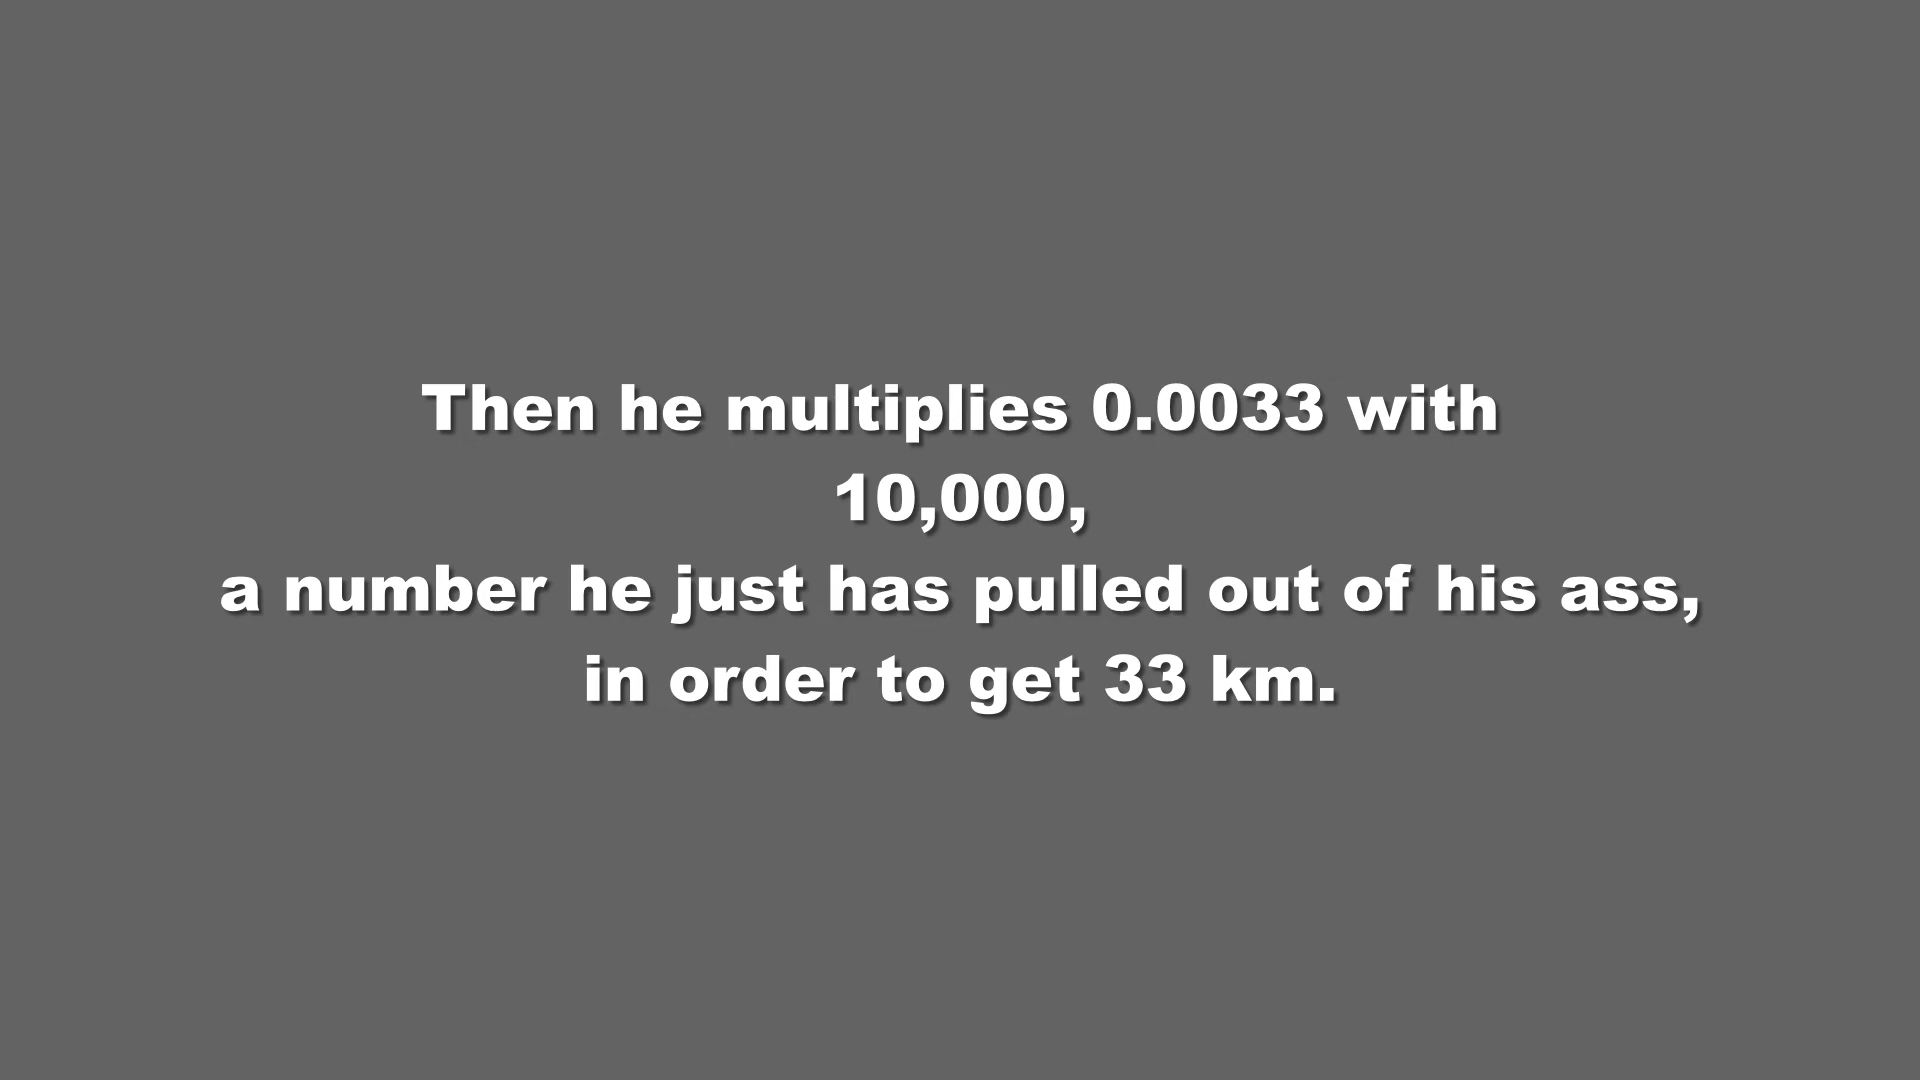 Then he multiplies 0.0033 with
10,000,
a number he just has pulled out of his ass,
in order to get 33 km.